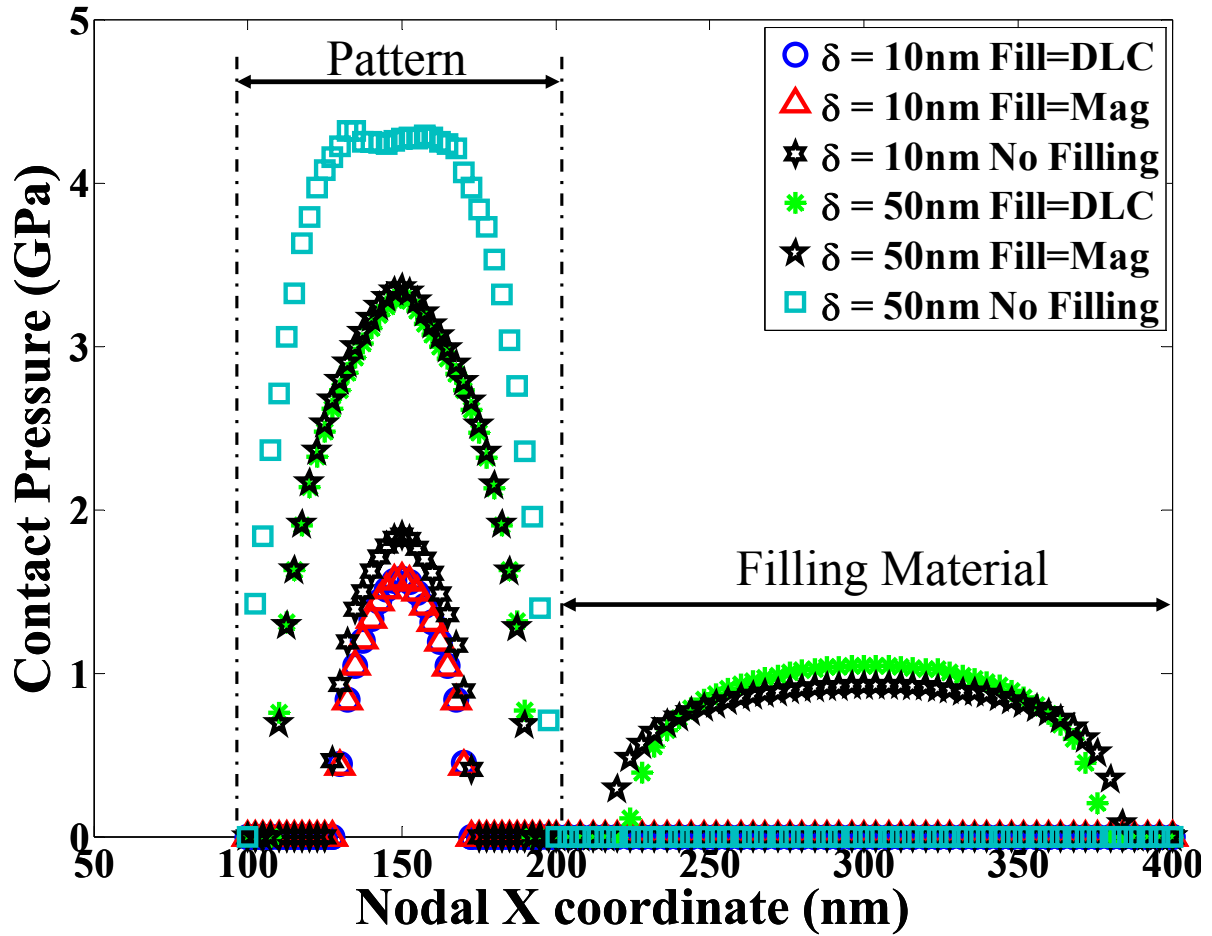 5
Pattern
δ = 10nm Fill=DLC
δ = 10nm Fill=Mag
δ = 10nm No Filling
δ = 50nm Fill=DLC
δ = 50nm Fill=Mag
δ = 50nm No Filling
4
3
2
1
0
Contact Pressure (GPa)
Filling Material
50 100 150 200 250 300 350 400
Nodal X coordinate (nm)